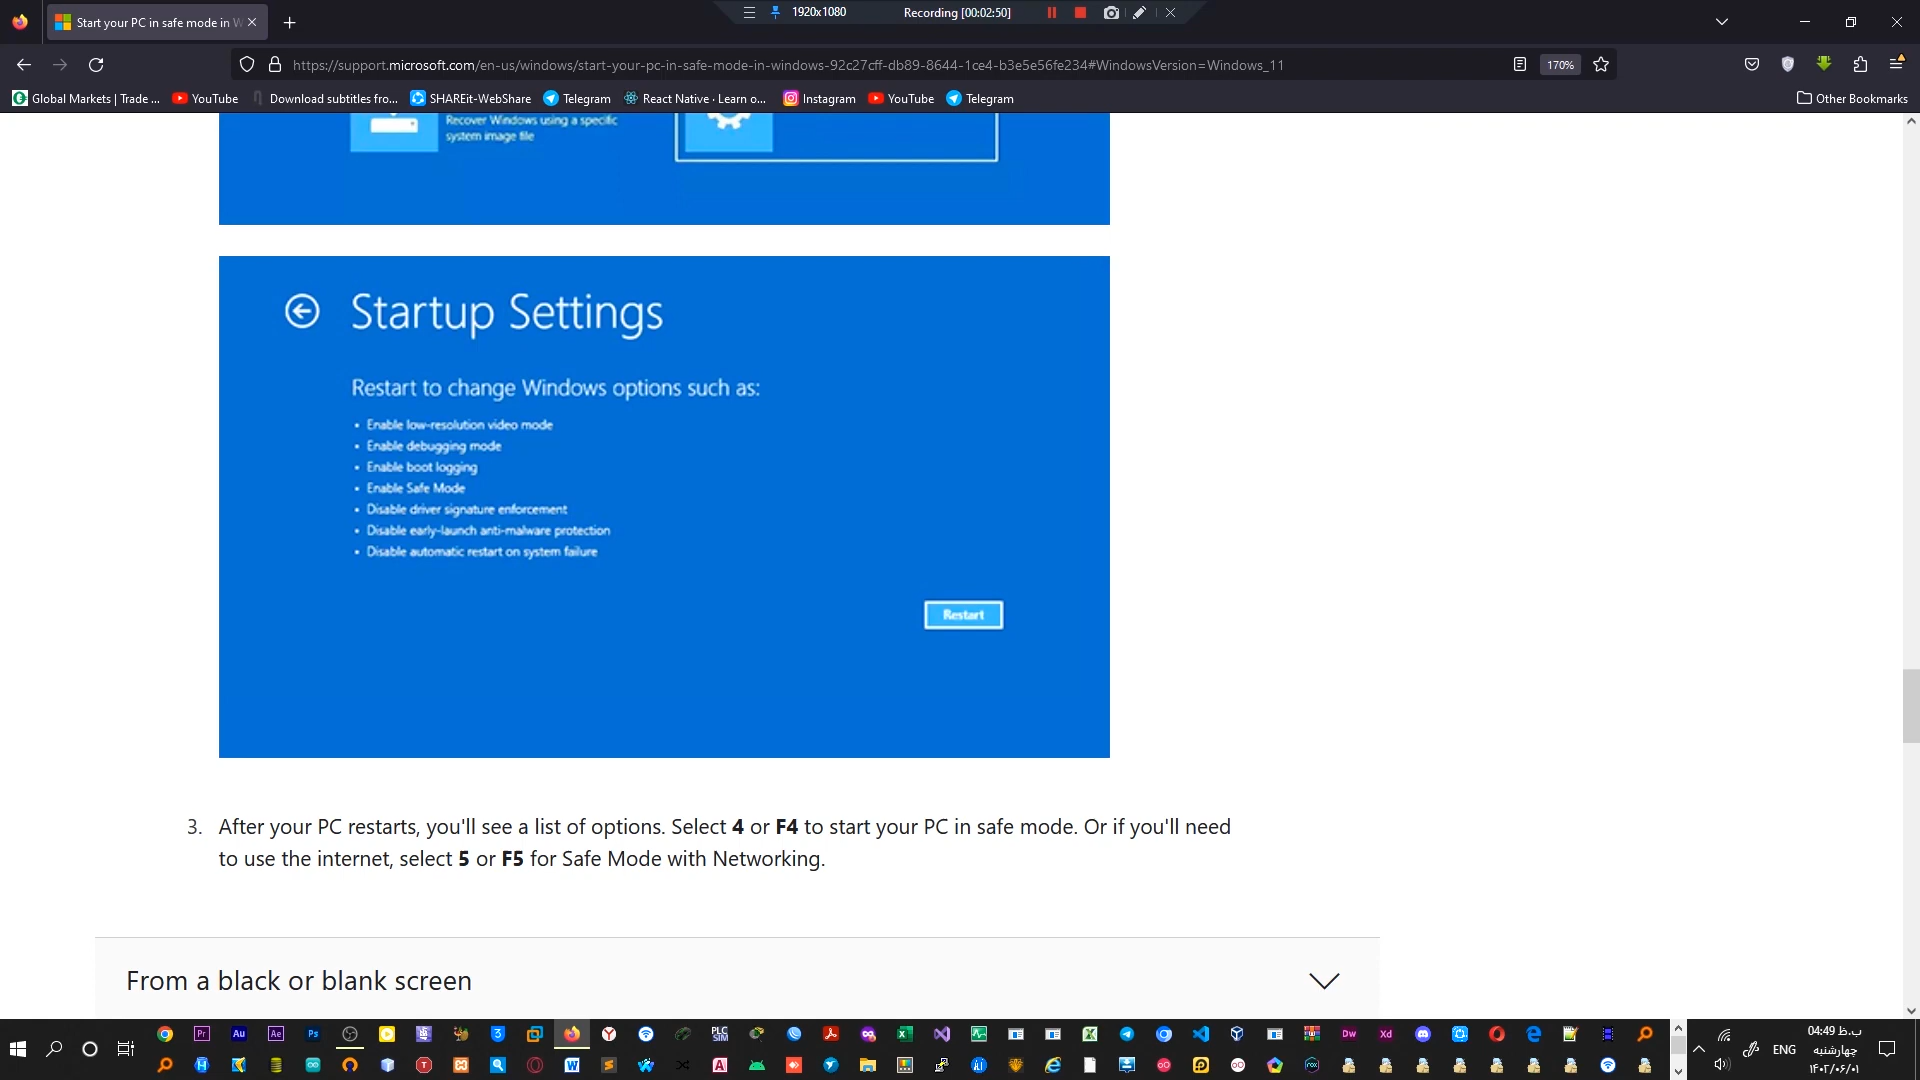 Start your PC in safe mode in W
1920x1080
Recording [00:02:50]
https://support.microsoft.com/en-us/windows/start-your-pc-in-safe-mode-in-windows-92c27cff-db89-8644-1ce4-b3e5e56fe234#WindowsVersion=Windows_11
170%
Global Markets | Trade ...
YouTube
Download subtitles fro...
SHAREit-WebShare
Telegram
React Native · Learn o...
Instagram
YouTube
Telegram
Other Bookmarks
Recover Windows using a specific
system image file
Startup Settings
Restart to change Windows options such as:
• Enable low-resolution video mode
• Enable debugging mode
• Enable boot logging
• Enable Safe Mode
• Disable driver signature enforcement
• Disable early-launch anti-malware protection
• Disable automatic restart on system failure
Restart
3. After your PC restarts, you'll see a list of options. Select 4 or F4 to start your PC in safe mode. Or if you'll need
to use the internet, select 5 or F5 for Safe Mode with Networking.
From a black or blank screen
Pr
Au
Ae
Ps
PLC
SIM
Dw
Xd
ENG
04:49 ب.ظ
چهارشنبه
۱۴۰۲/۰۶/۰۱